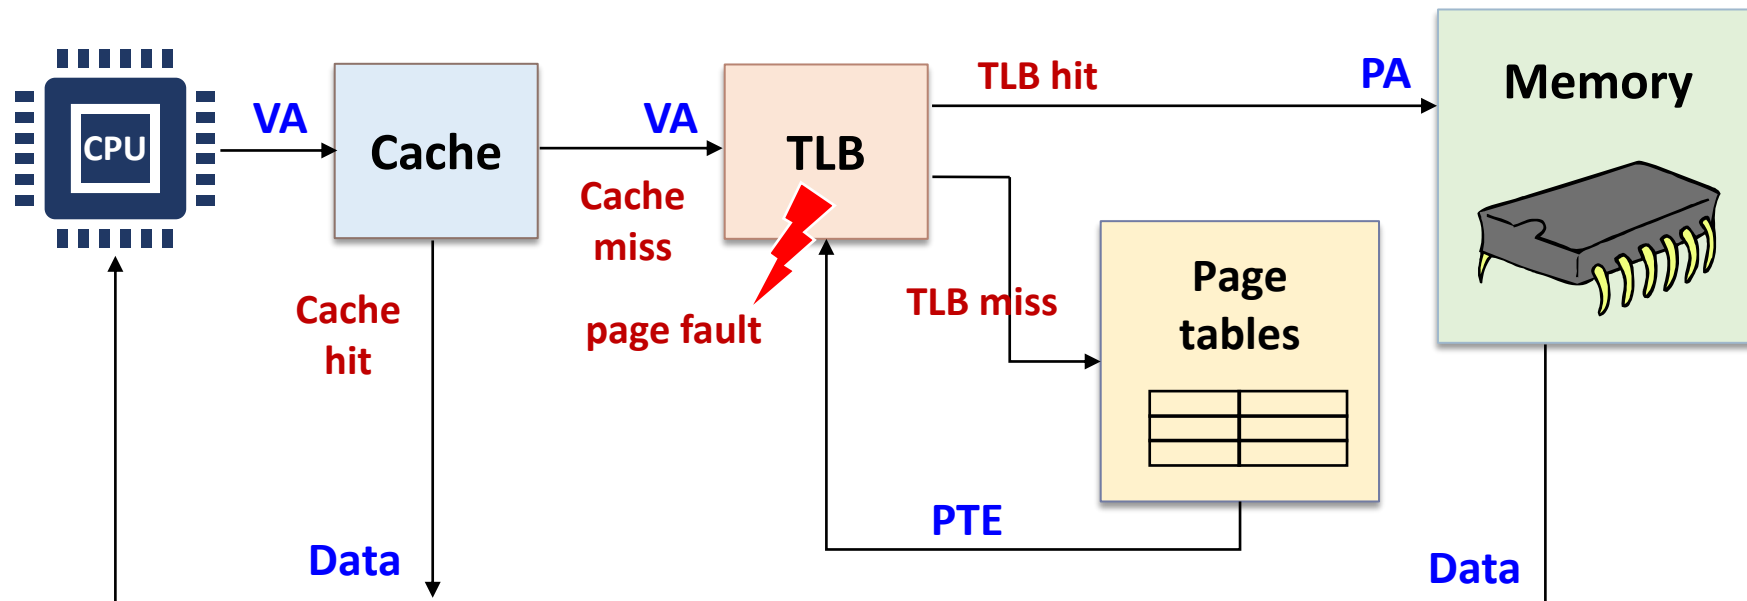 CPU
VA
Cache
VA
TLB
TLB hit
PA
Memory
Cache
miss
Cache
hit
page fault
TLB miss
Page
tables
PTE
Data
Data